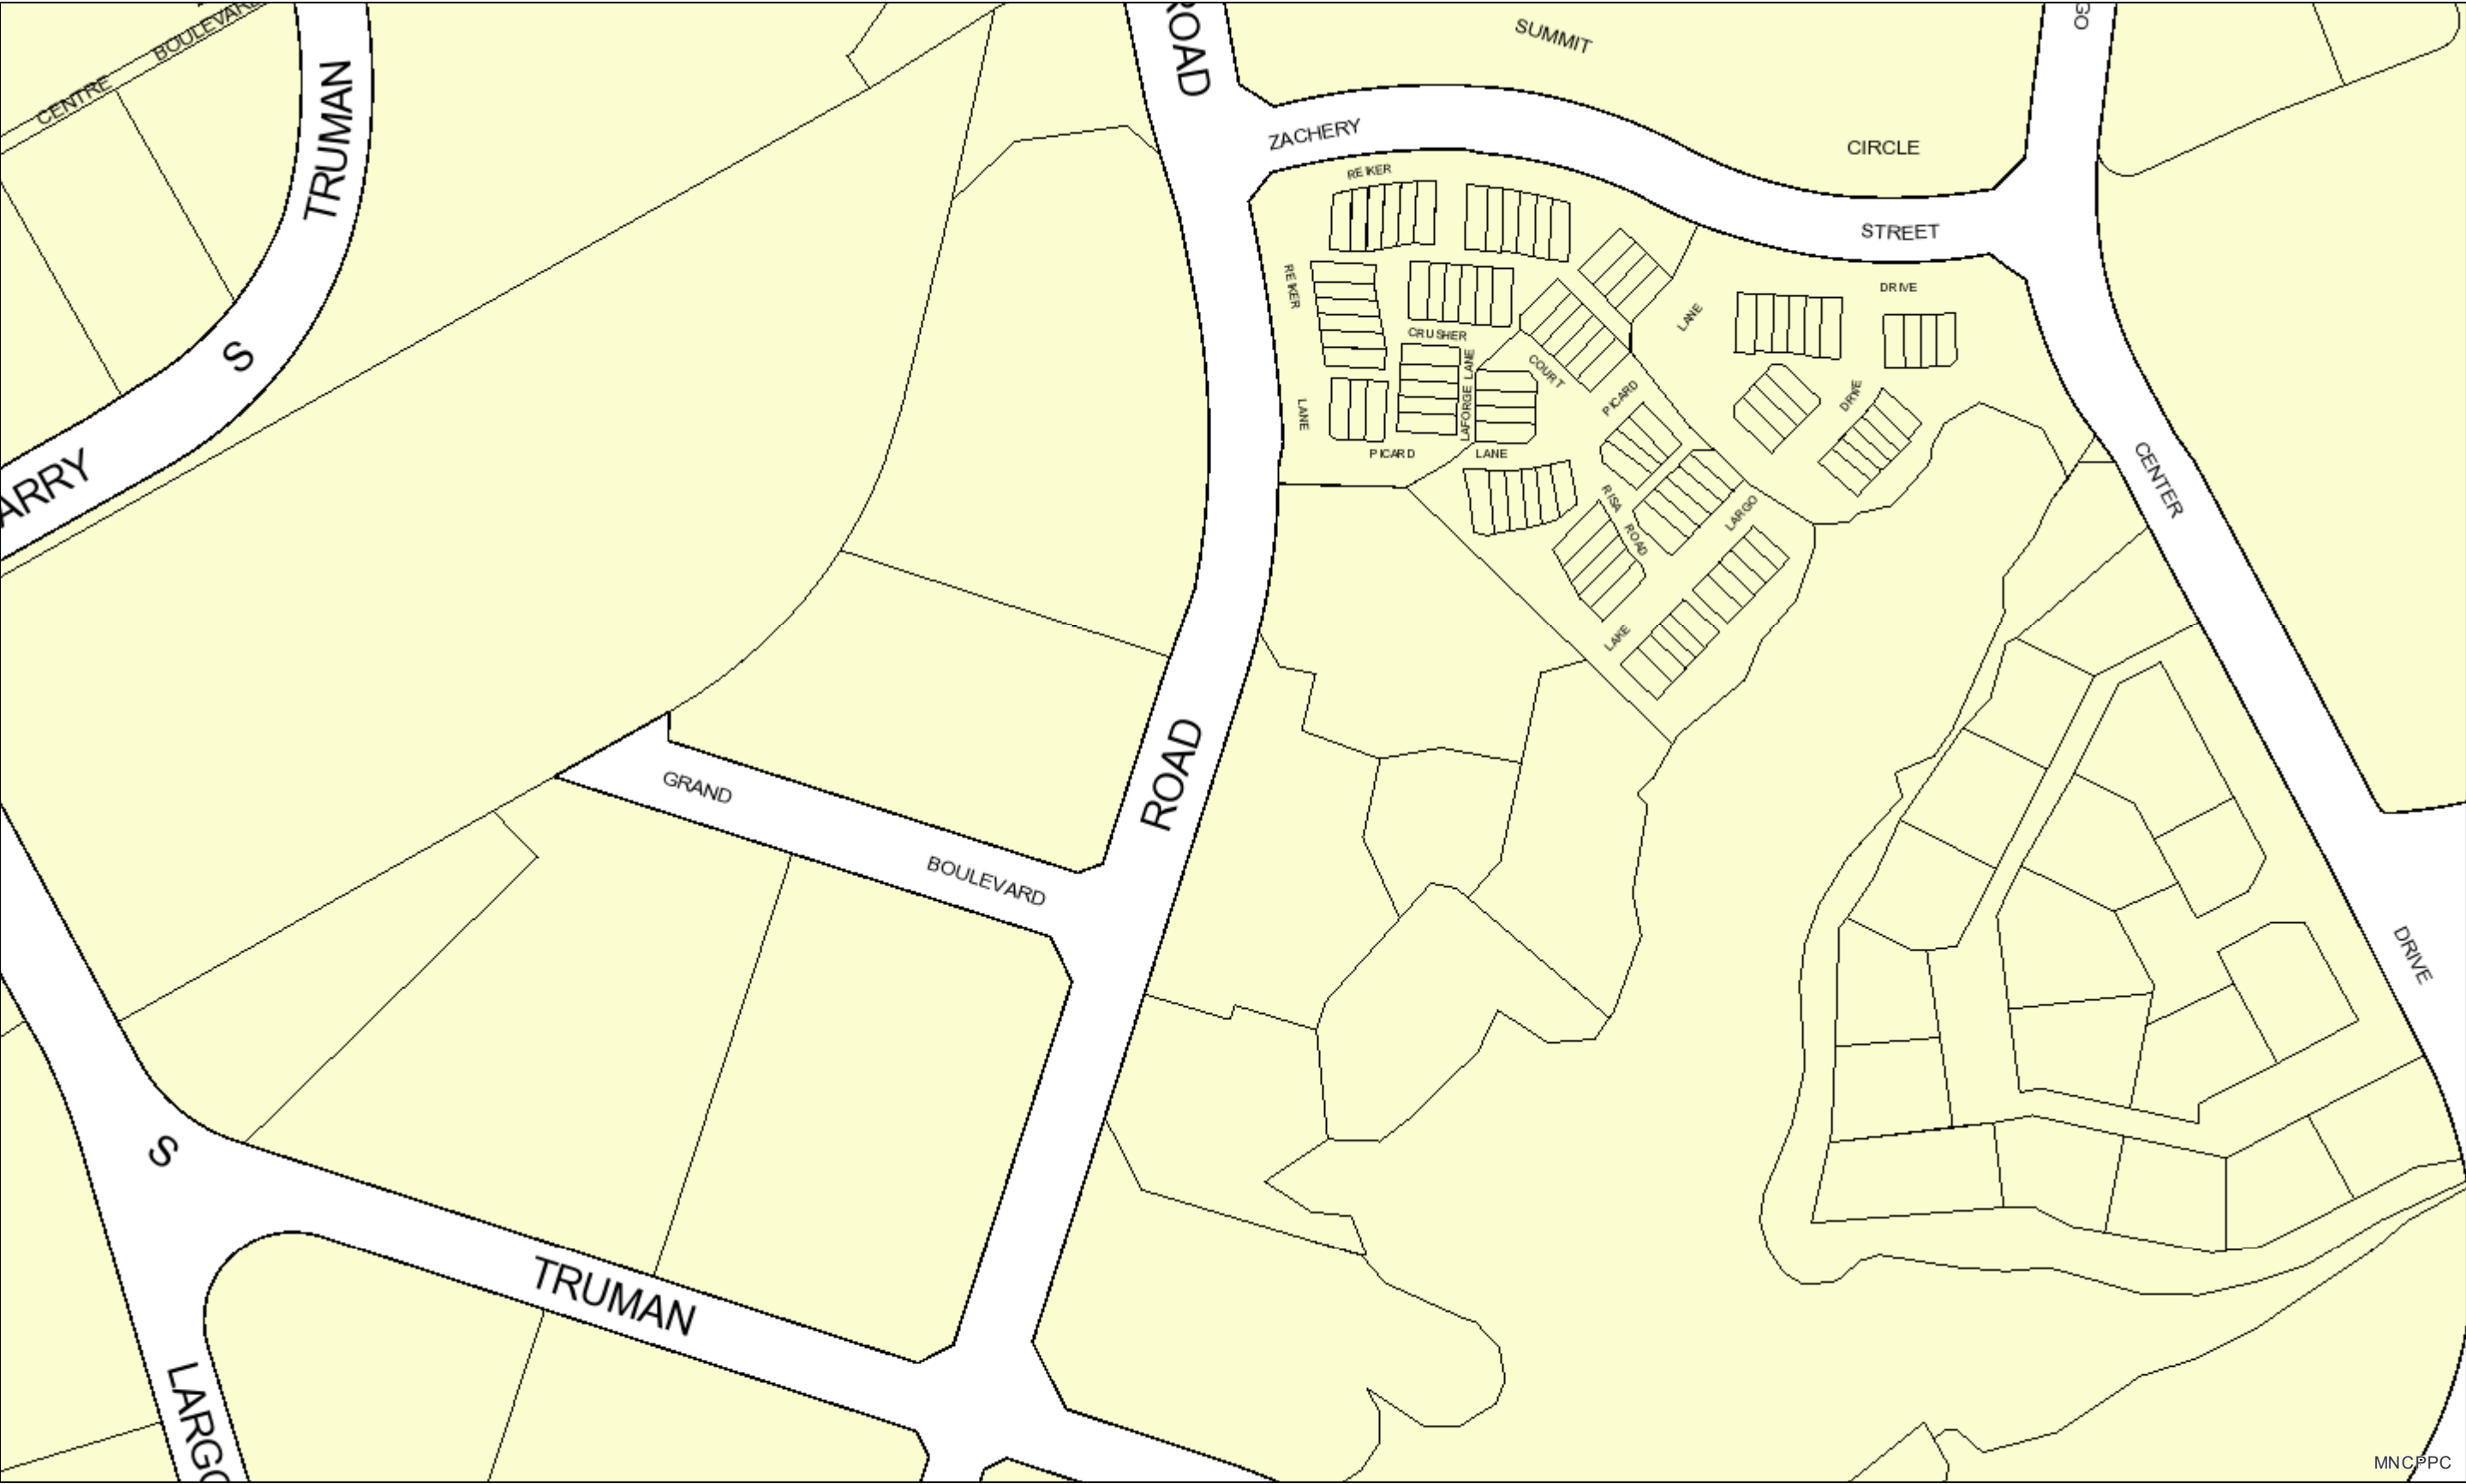 BOULEVARD
CENTRE
TRUMAN
S
ARRY
ROAD
SUMMIT
GO
ZACHERY
CIRCLE
STREET
REIKER
REIKER
LANE
DRIVE
LANE
CRUSHER
LAFORGE LANE
COURT
PICARD
DRIVE
PICARD
LANE
RISA
ROAD
LARGO
LAKE
CENTER
ROAD
GRAND
BOULEVARD
DRIVE
S
TRUMAN
LARGO
MNCPPC